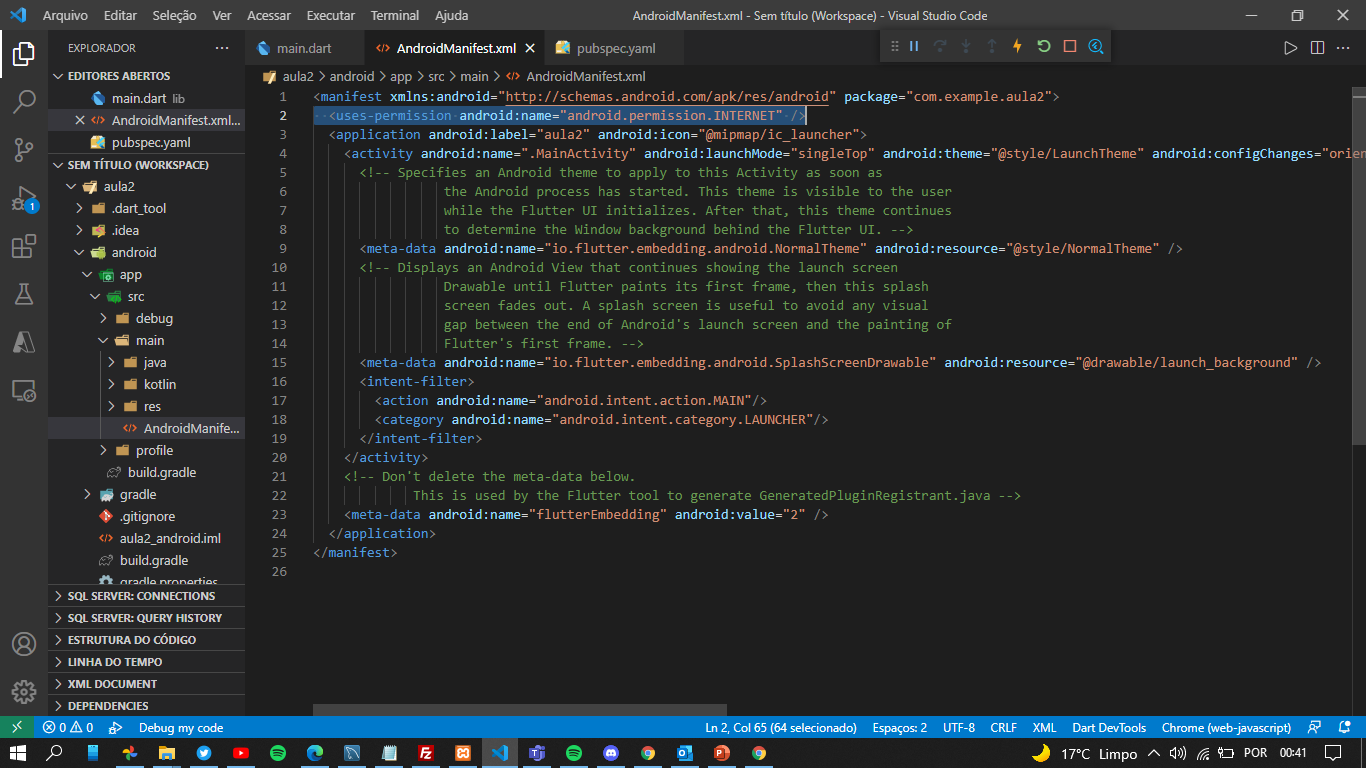 Arquivo Editar Seleção Ver Acessar Executar Terminal Ajuda AndroidManifest.xml - Sem título (Workspace) - Visual Studio Code
EXPLORADOR ···
EDITORES ABERTOS
main.dart lib
AndroidManifest.xml...
pubspec.yaml
SEM TÍTULO (WORKSPACE)
aula2
.dart_tool
.idea
android
app
src
debug
main
java
kotlin
res
AndroidManife...
profile
build.gradle
gradle
.gitignore
aula2_android.iml
build.gradle
gradle.properties
SQL SERVER: CONNECTIONS
SQL SERVER: QUERY HISTORY
ESTRUTURA DO CÓDIGO
LINHA DO TEMPO
XML DOCUMENT
DEPENDENCIES
1
main.dart AndroidManifest.xml pubspec.yaml
aula2 > android > app > src > main > AndroidManifest.xml
1 <manifest xmlns:android="http://schemas.android.com/apk/res/android" package="com.example.aula2">
2 <uses-permission android:name="android.permission.INTERNET" />
3 <application android:label="aula2" android:icon="@mipmap/ic_launcher">
4 <activity android:name=".MainActivity" android:launchMode="singleTop" android:theme="@style/LaunchTheme" android:configChanges="orien
5 <!-- Specifies an Android theme to apply to this Activity as soon as
6 the Android process has started. This theme is visible to the user
7 while the Flutter UI initializes. After that, this theme continues
8 to determine the Window background behind the Flutter UI. -->
9 <meta-data android:name="io.flutter.embedding.android.NormalTheme" android:resource="@style/NormalTheme" />
10 <!-- Displays an Android View that continues showing the launch screen
11 Drawable until Flutter paints its first frame, then this splash
12 screen fades out. A splash screen is useful to avoid any visual
13 gap between the end of Android's launch screen and the painting of
14 Flutter's first frame. -->
15 <meta-data android:name="io.flutter.embedding.android.SplashScreenDrawable" android:resource="@drawable/launch_background" />
16 <intent-filter>
17 <action android:name="android.intent.action.MAIN"/>
18 <category android:name="android.intent.category.LAUNCHER"/>
19 </intent-filter>
20 </activity>
21 <!-- Don't delete the meta-data below.
22 This is used by the Flutter tool to generate GeneratedPluginRegistrant.java -->
23 <meta-data android:name="flutterEmbedding" android:value="2" />
24 </application>
25 </manifest>
26
0 0 Debug my code Ln 2, Col 65 (64 selecionado) Espaços: 2 UTF-8 CRLF XML Dart DevTools Chrome (web-javascript)
17°C Limpo POR 00:41